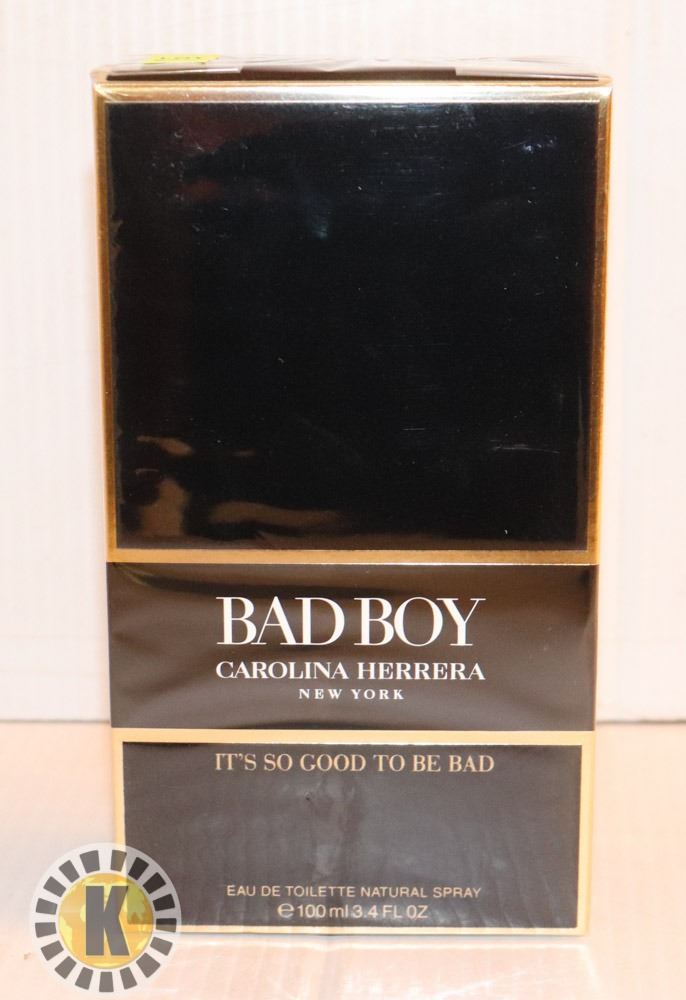 BAD BOY
CAROLINA HERRERA
NEW YORK
IT'S SO GOOD TO BE BAD
EAU DE TOILETTE NATURAL SPRAY
℮100 ml 3.4 FL OZ
K